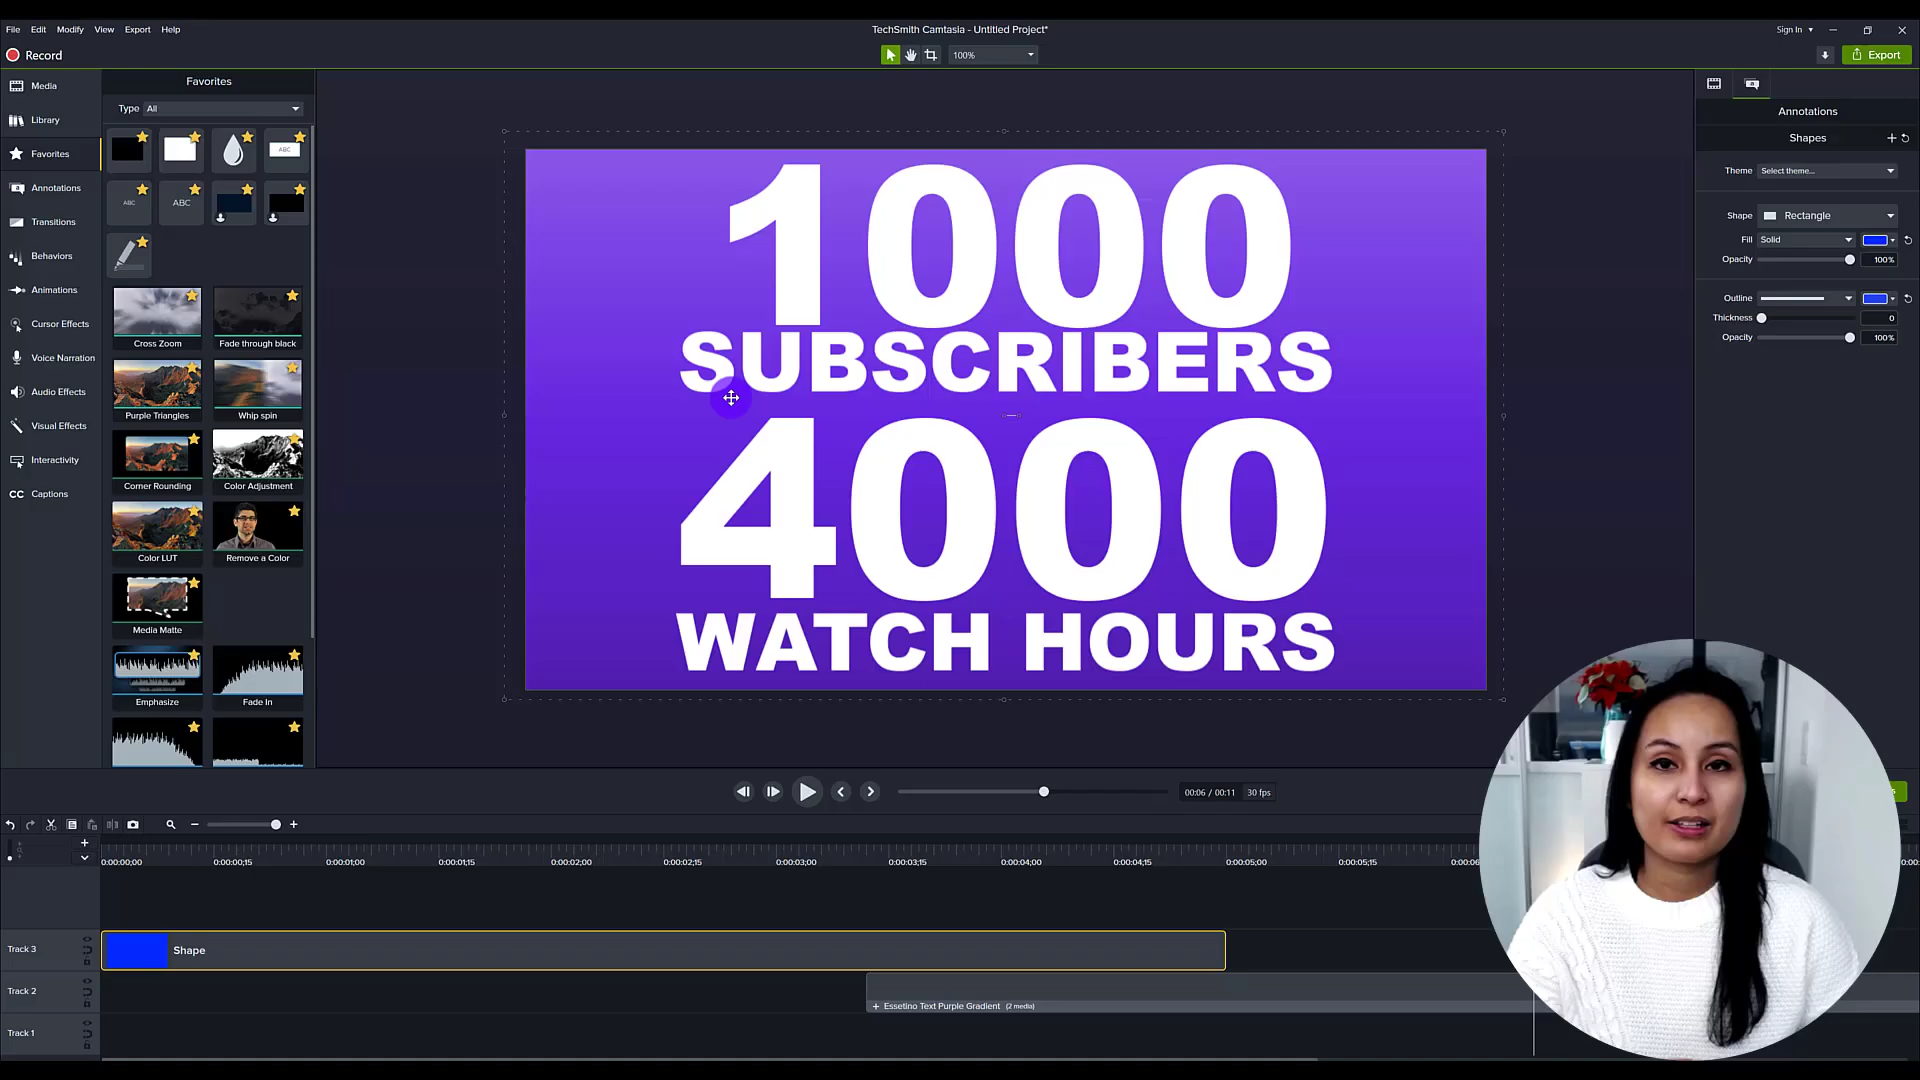 TechSmith Camtasia - Untitled Project*
File Edit Modify View Export Help
Sign In
Record
100%
Export
Media
Library
Favorites
Annotations
Transitions
Behaviors
Animations
Cursor Effects
Voice Narration
Audio Effects
Visual Effects
Interactivity
CC Captions
Favorites
Type All
ABC
ABC ABC
Cross Zoom Fade through black
Purple Triangles Whip spin
Corner Rounding Color Adjustment
Color LUT Remove a Color
Media Matte
Emphasize Fade In
1000
SUBSCRIBERS
4000
WATCH HOURS
Annotations
Shapes
Theme Select theme...
Shape Rectangle
Fill Solid
Opacity 100%
Outline
Thickness 0
Opacity 100%
00:06 / 00:11 30 fps
0:00:00;00 0:00:00;15 0:00:01;00 0:00:01;15 0:00:02;00 0:00:02;15 0:00:03;00 0:00:03;15 0:00:04;00 0:00:04;15 0:00:05;00 0:00:05;15
Track 3 Shape
Track 2
+ Essetino Text Purple Gradient (2 media)
Track 1